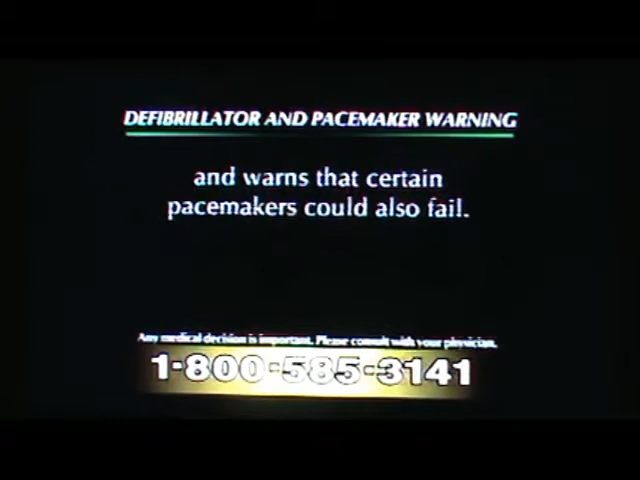 DEFIBRILLATOR AND PACEMAKER WARNING
and warns that certain
pacemakers could also fail.
Any medical decision is important. Please consult with your physician.
1-800-585-3141